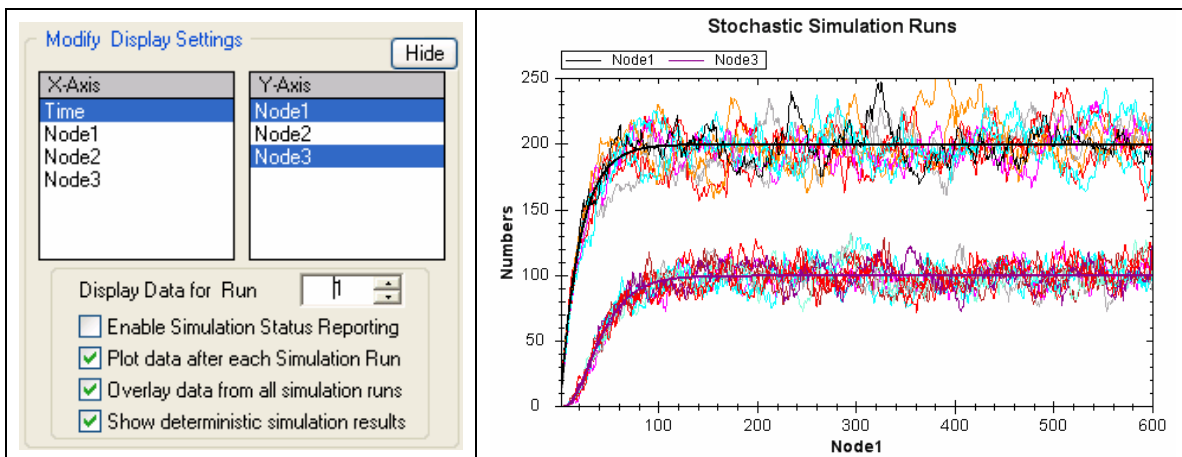 Modify Display Settings
Hide
X-Axis
Time
Node1
Node2
Node3
Y-Axis
Node1
Node2
Node3
Display Data for Run 1
Enable Simulation Status Reporting
Plot data after each Simulation Run
Overlay data from all simulation runs
Show deterministic simulation results
Stochastic Simulation Runs
Node1 Node3
250
200
150
100
50
0
Numbers
100 200 300 400 500 600
Node1